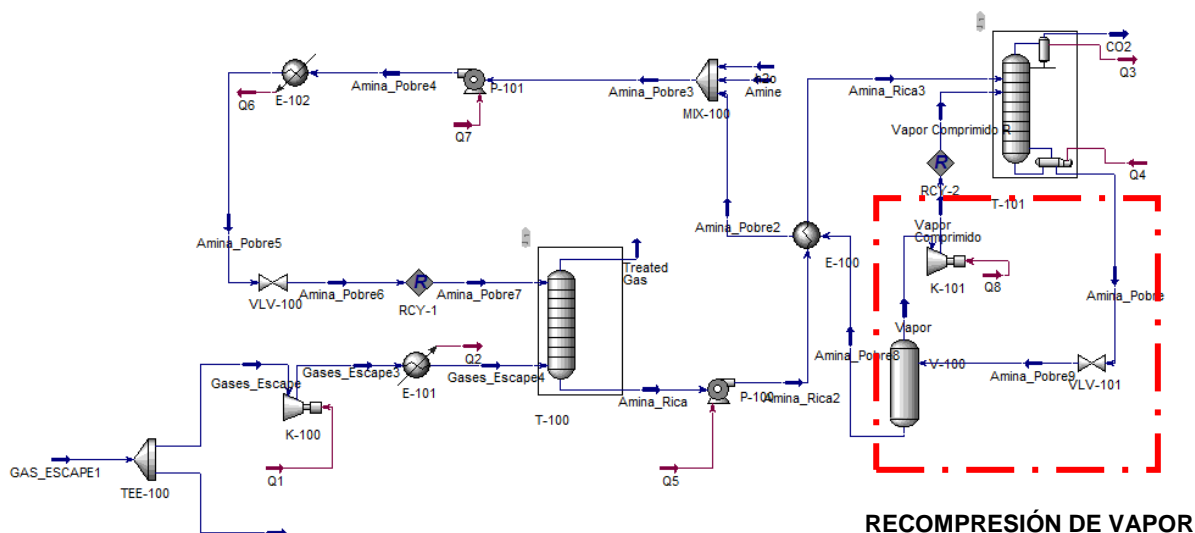 CO2
Q3
Amina_Rica3
h2o
Amine
Amina_Pobre3
MIX-100
P-101
Amina_Pobre4
Q7
E-102
Q6
Vapor Comprimido R
Q4
RCY-2
T-101
Amina_Pobre2
Vapor
Comprimido
E-100
K-101
Q8
Amina_Pobre
Amina_Pobre5
Treated
Gas
VLV-100
Amina_Pobre6
R
RCY-1
Amina_Pobre7
Vapor
Amina_Pobre8
V-100
Amina_Pobre9
VLV-101
Q2
Gases_Escape
Gases_Escape3
E-101
Gases_Escape4
Amina_Rica
P-100
Amina_Rica2
T-100
K-100
GAS_ESCAPE1
TEE-100
Q1
Q5
RECOMPRESIÓN DE VAPOR